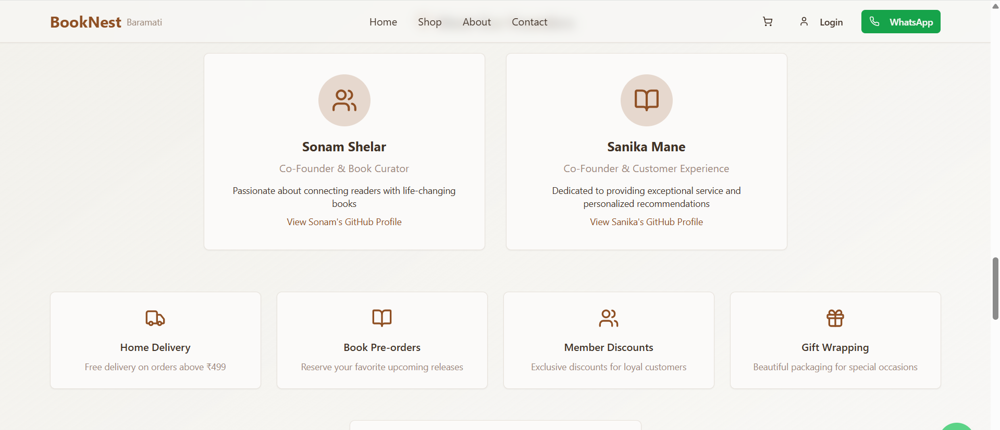 BookNest Baramati
Home Shop About Contact
Login
WhatsApp
Sonam Shelar
Co-Founder & Book Curator
Passionate about connecting readers with life-changing
books
View Sonam's GitHub Profile
Sanika Mane
Co-Founder & Customer Experience
Dedicated to providing exceptional service and
personalized recommendations
View Sanika's GitHub Profile
Home Delivery
Free delivery on orders above ₹499
Book Pre-orders
Reserve your favorite upcoming releases
Member Discounts
Exclusive discounts for loyal customers
Gift Wrapping
Beautiful packaging for special occasions